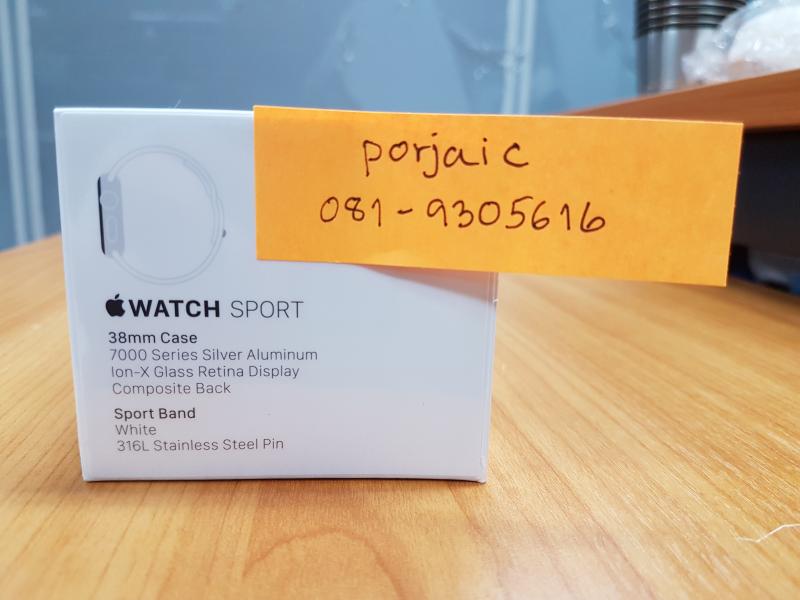 porjaic
081-9305616
WATCH SPORT
38mm Case
7000 Series Silver Aluminum
Ion-X Glass Retina Display
Composite Back
Sport Band
White
316L Stainless Steel Pin